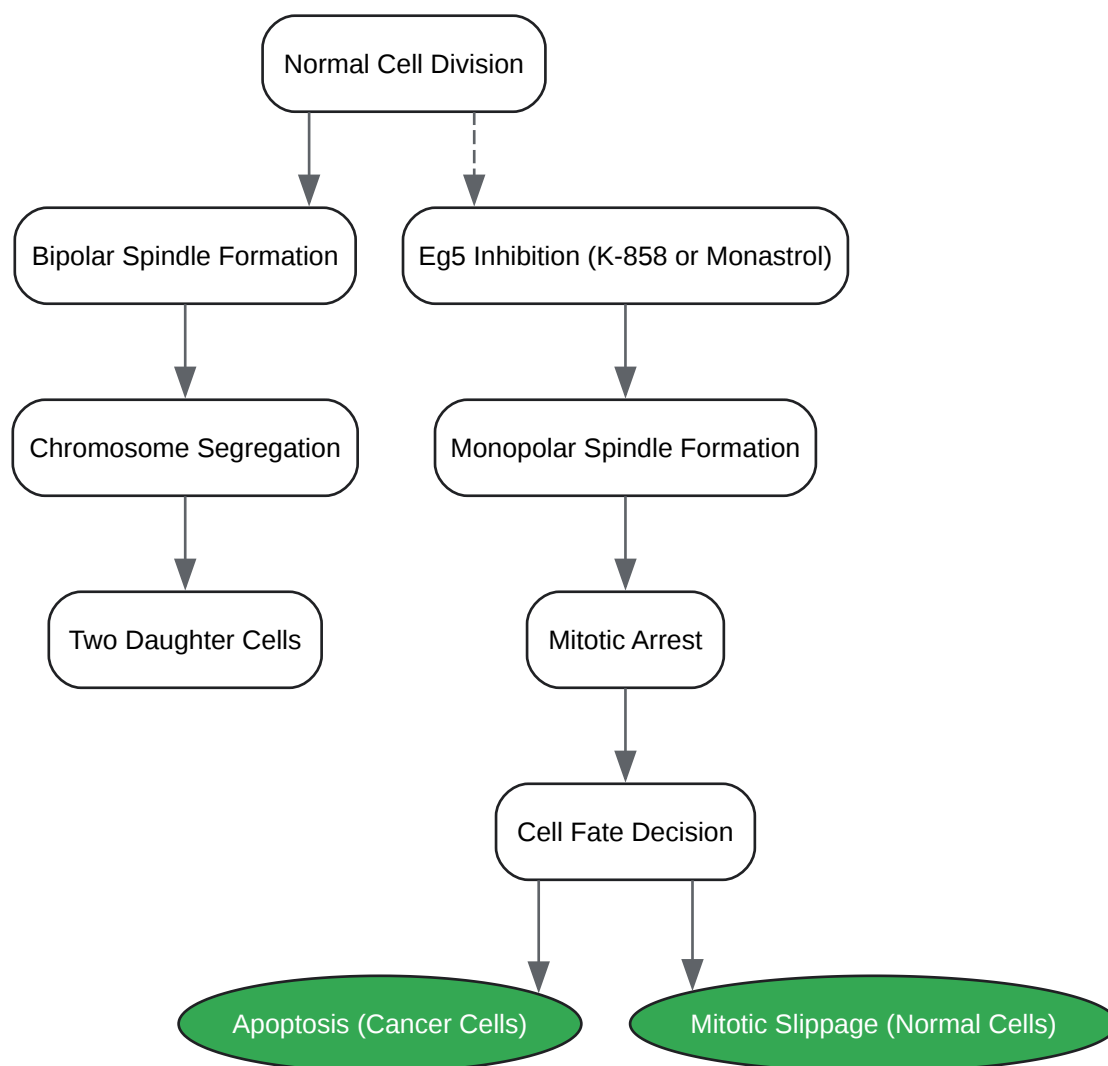 Normal Cell Division
Bipolar Spindle Formation
Eg5 Inhibition (K-858 or Monastrol)
Chromosome Segregation
Monopolar Spindle Formation
Two Daughter Cells
Mitotic Arrest
Cell Fate Decision
Apoptosis (Cancer Cells)
Mitotic Slippage (Normal Cells)